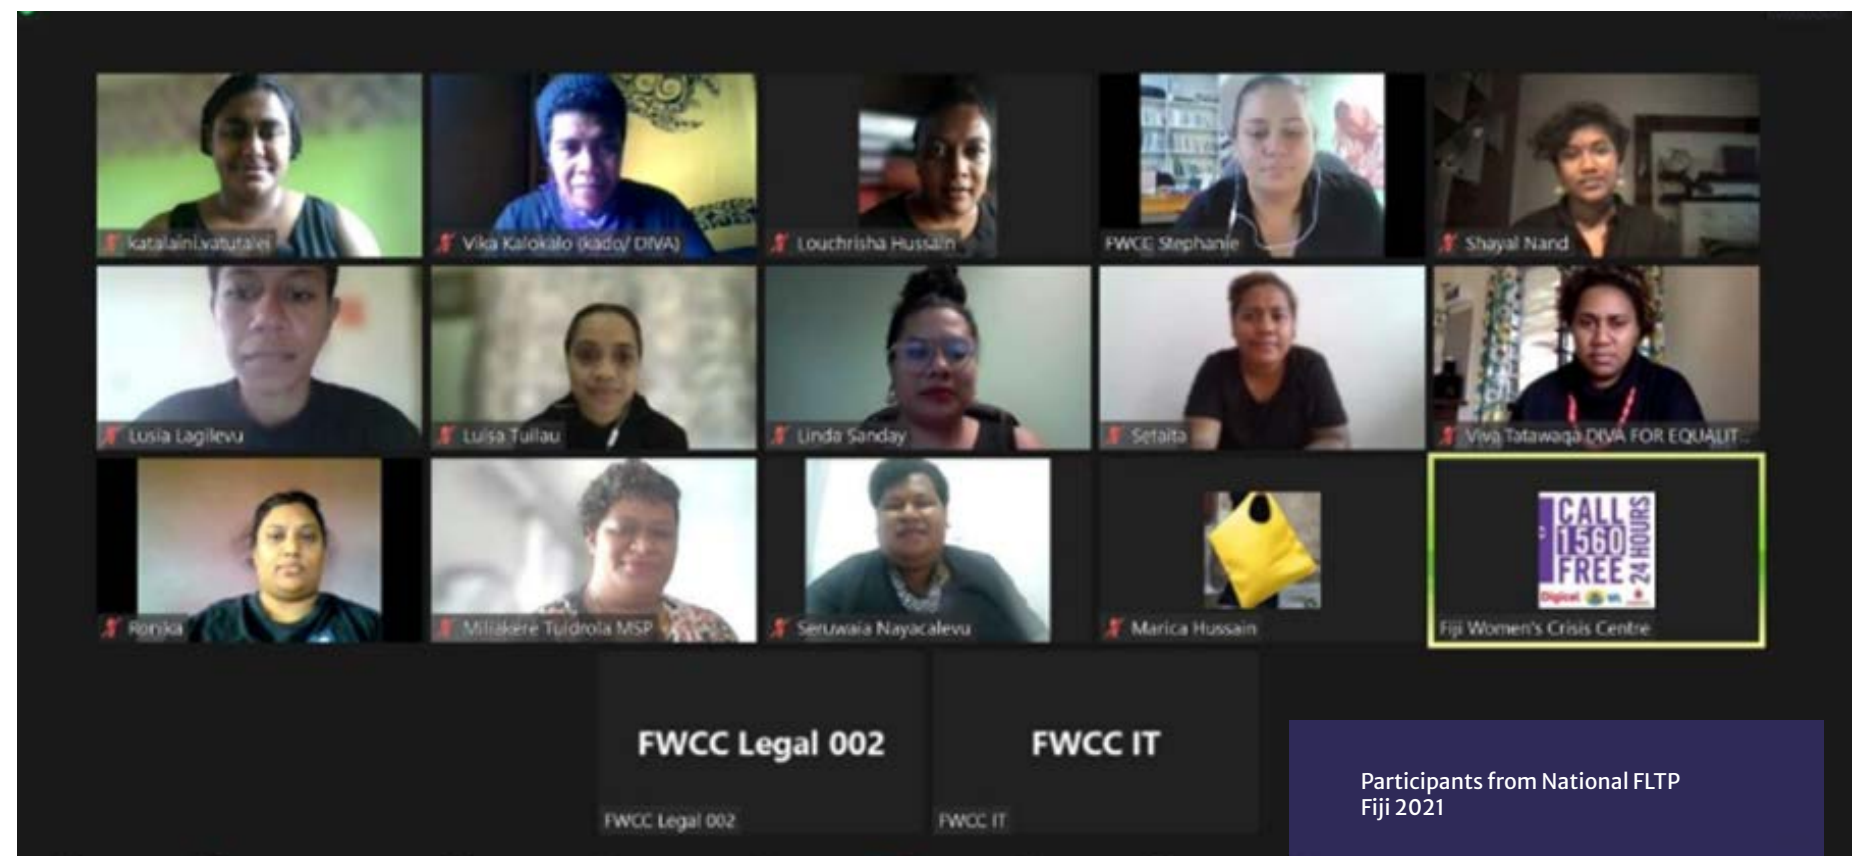 katalaini.vatutalei
Vika Kalokalo (kado/ DIVA)
Louchrisha Hussain
FWCC Stephanie
Shayal Nand
Lusia Lagilevu
Luisa Tuilau
Linda Sanday
Setaita
Viva Tatawaqa DIVA FOR EQUALIT...
Ronika
Miliakere Tuidrola MSP
Seruwaia Nayacalevu
Marica Hussain
CALL
1560
FREE
24 HOURS
Digicel
Fiji Women's Crisis Centre
FWCC Legal 002
FWCC IT
FWCC Legal 002
FWCC IT
Participants from National FLTP
Fiji 2021